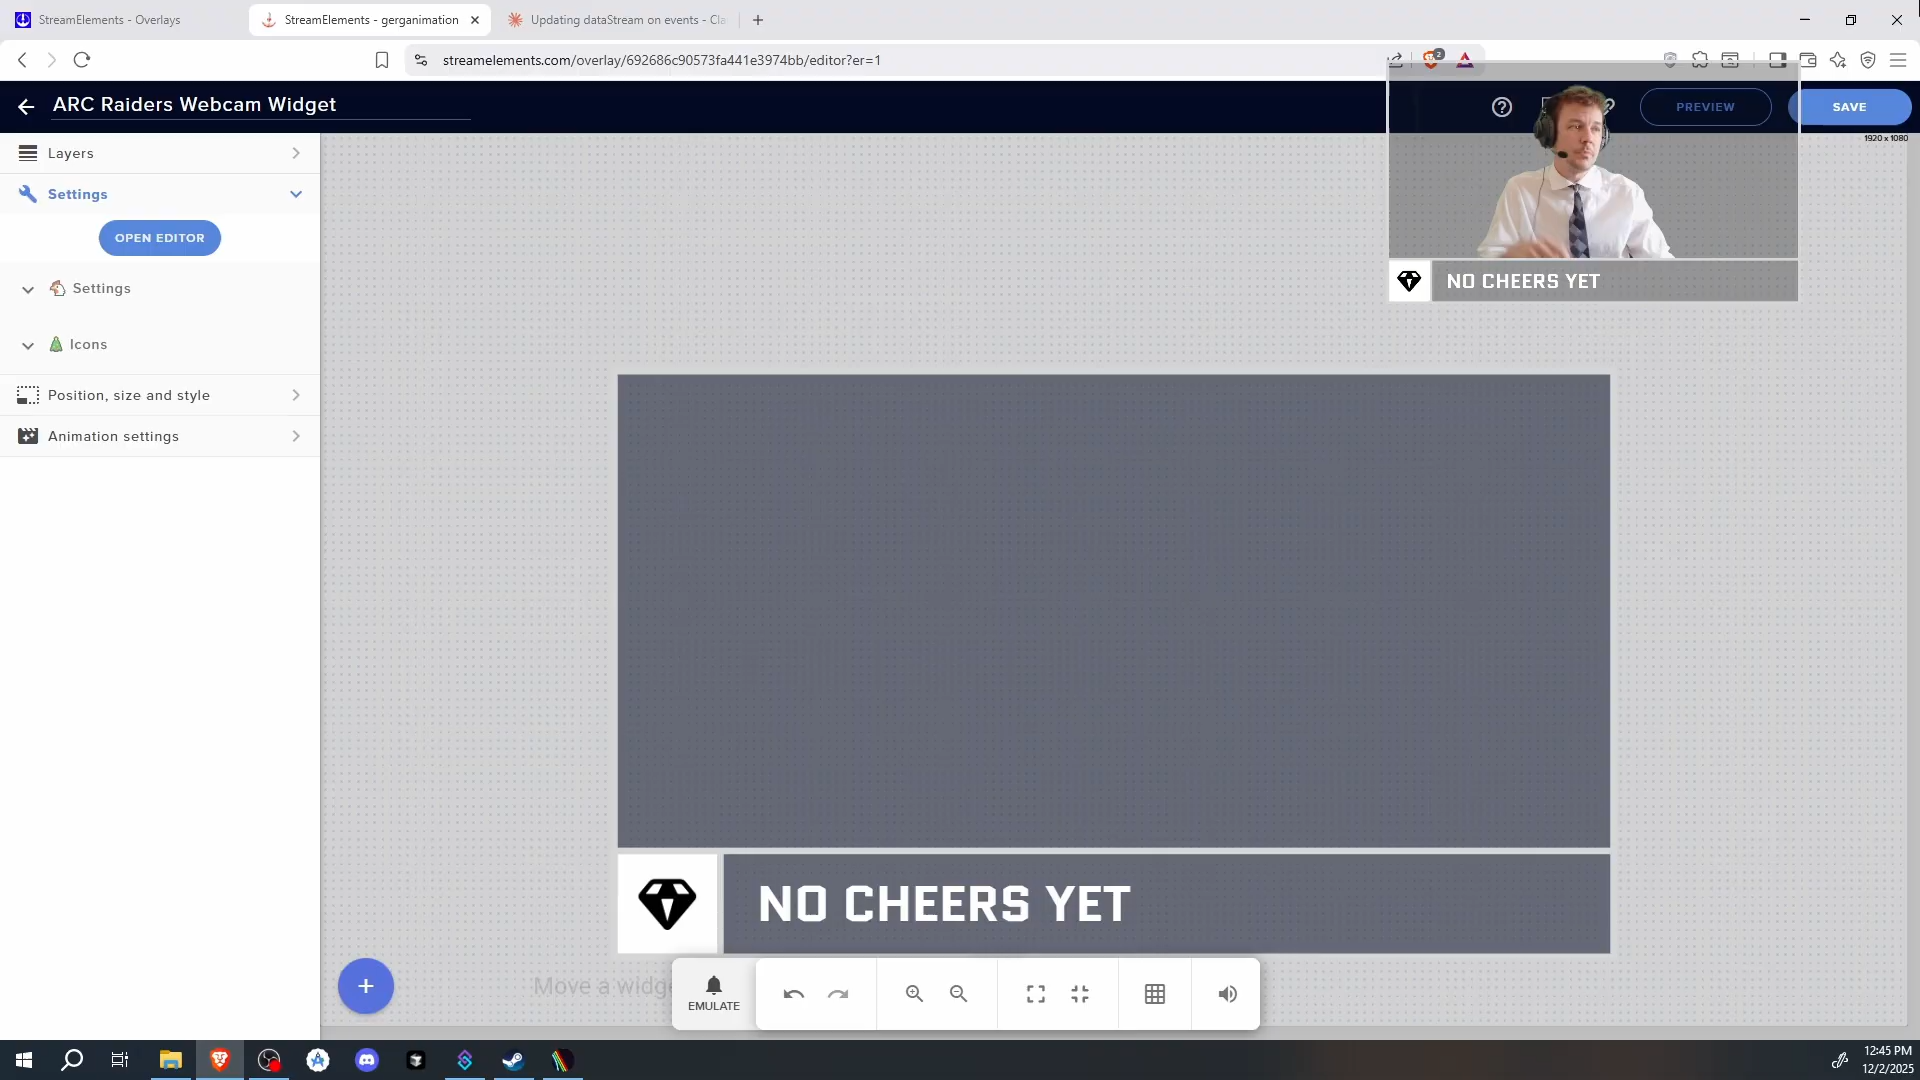 StreamElements - Overlays
StreamElements - gerganimation
Updating dataStream on events - Cla
streamelements.com/overlay/692686c90573fa441e3974bb/editor?er=1
2
ARC Raiders Webcam Widget
PREVIEW
SAVE
1920 x 1080
Layers
Settings
OPEN EDITOR
Settings
Icons
Position, size and style
Animation settings
NO CHEERS YET
NO CHEERS YET
Move a widge
EMULATE
12:45 PM
12/2/2025